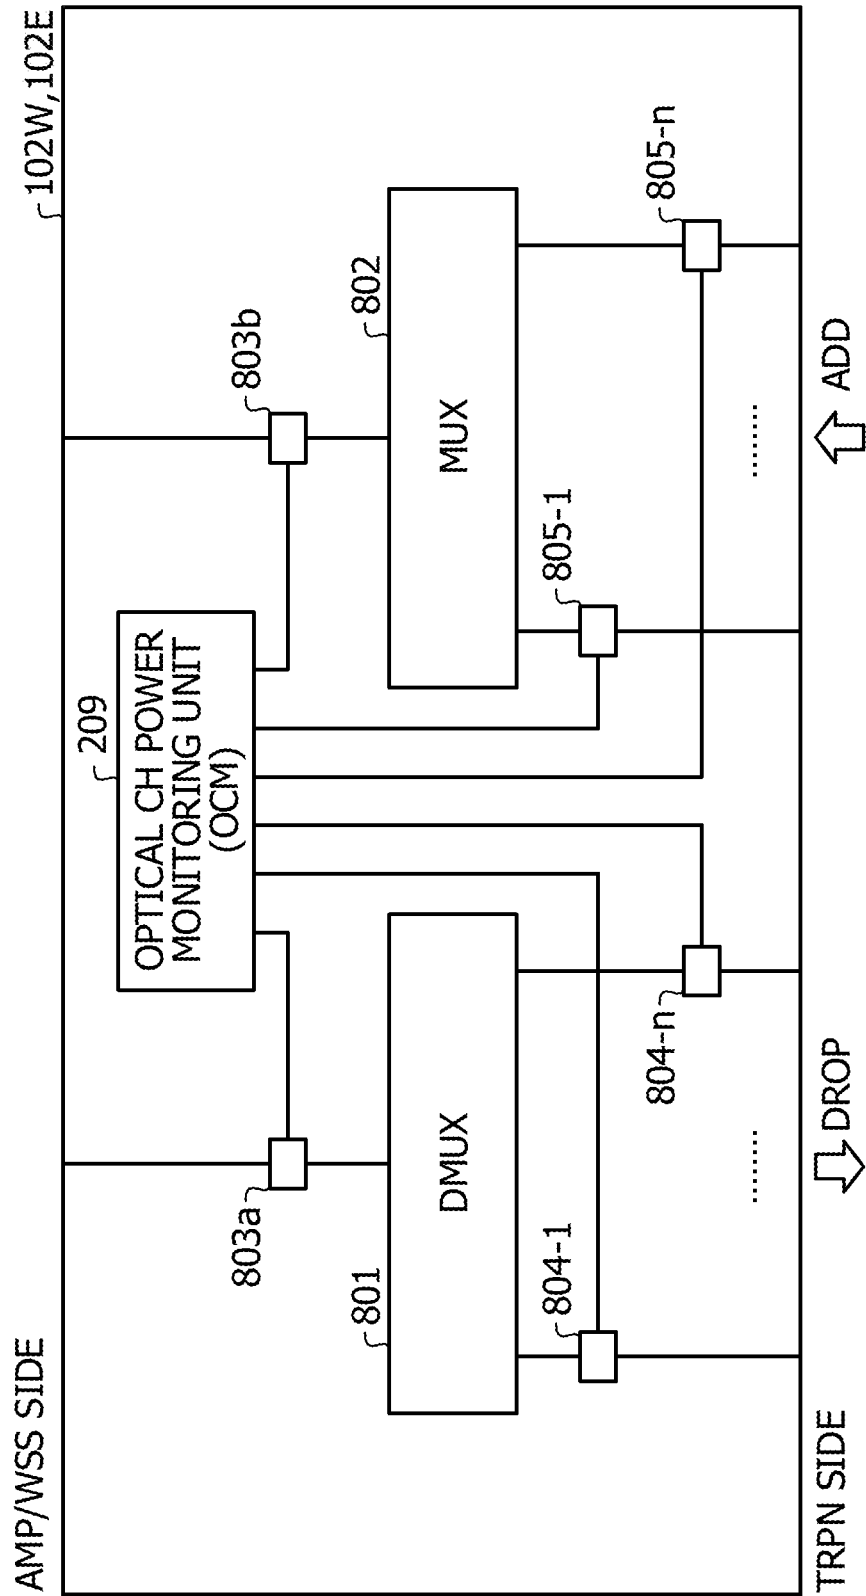 AMP/WSS SIDE
102W,102E
209
OPTICAL CH POWER
MONITORING UNIT
(OCM)
803a
803b
801
DMUX
802
MUX
804-1
804-n
805-1
805-n
........
........
TRPN SIDE
DROP
ADD